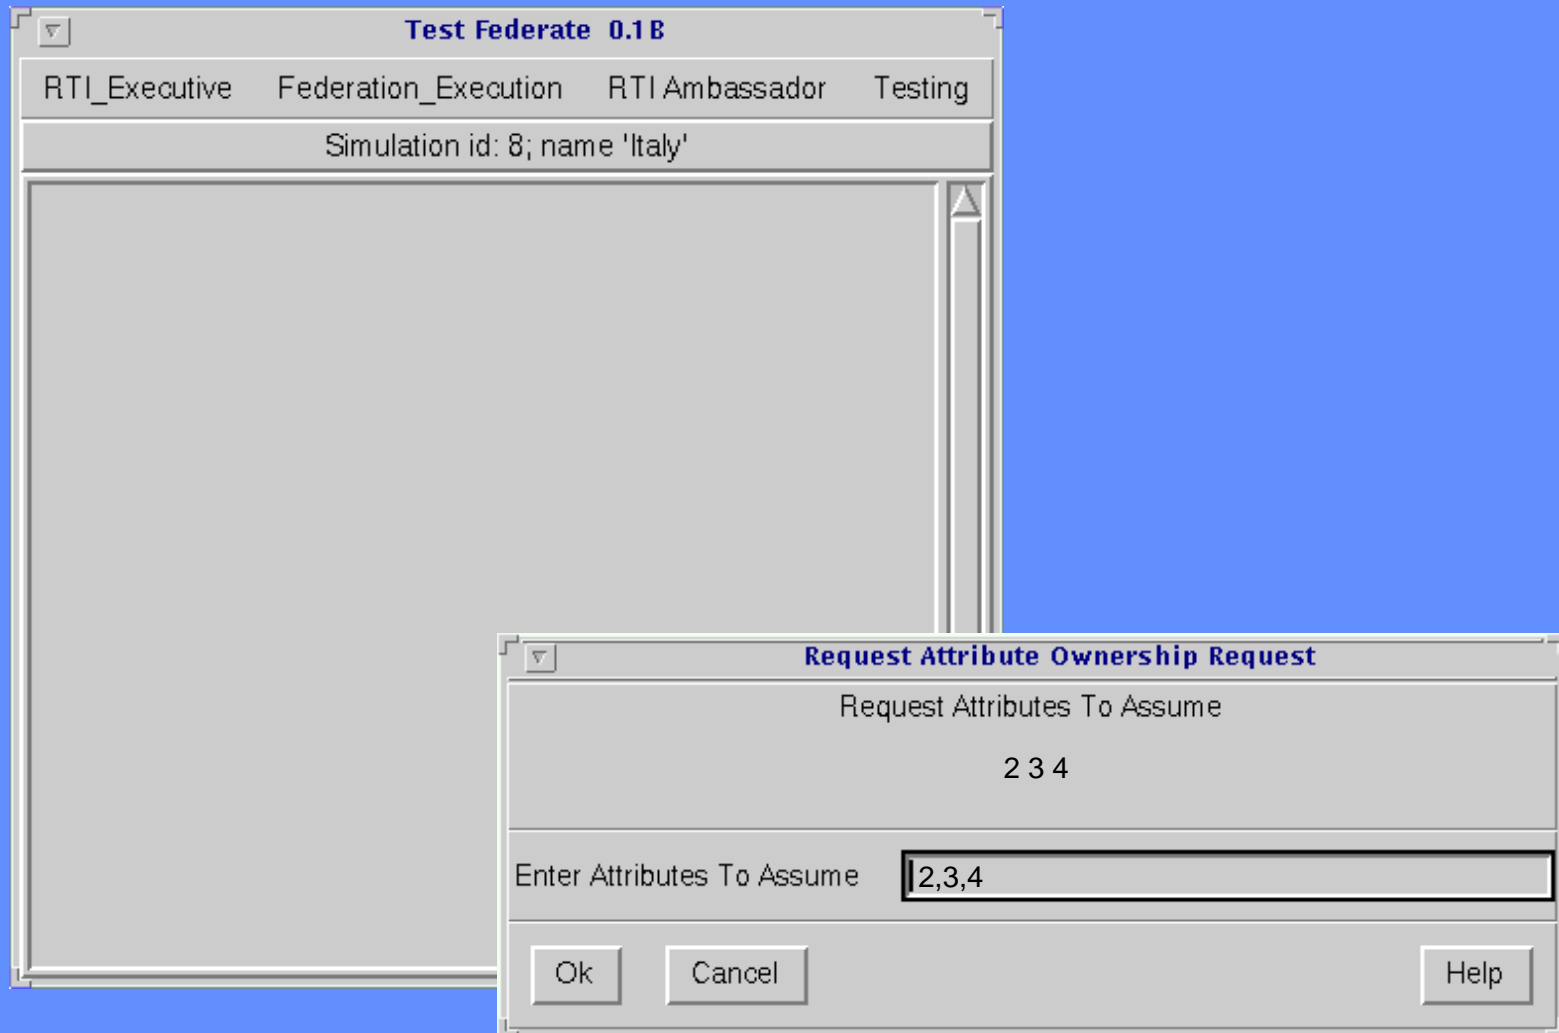 Test Federate 0.1B
RTI_Executive Federation_Execution RTI Ambassador Testing
Simulation id: 8; name 'Italy'
Request Attribute Ownership Request
Request Attributes To Assume
2 3 4
Enter Attributes To Assume 2,3,4
Ok Cancel Help